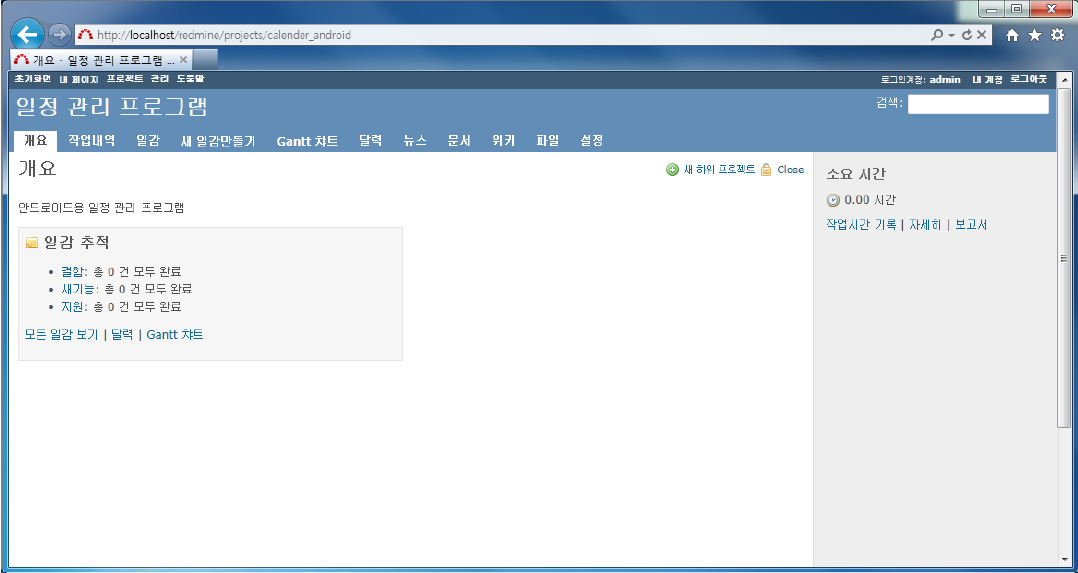 http://localhost/redmine/projects/calender_android
개요 - 일정 관리 프로그램 ...
초기화면 내 페이지 프로젝트 관리 도움말
로그인계정: admin 내 계정 로그아웃
일정 관리 프로그램
검색:
개요 작업내역 일감 새 일감만들기 Gantt 챠트 달력 뉴스 문서 위키 파일 설정
개요
새 하위 프로젝트 Close
안드로이드용 일정 관리 프로그램
일감 추적
• 결함: 총 0 건 모두 완료
• 새기능: 총 0 건 모두 완료
• 지원: 총 0 건 모두 완료
모든 일감 보기 | 달력 | Gantt 챠트
소요 시간
0.00 시간
작업시간 기록 | 자세히 | 보고서